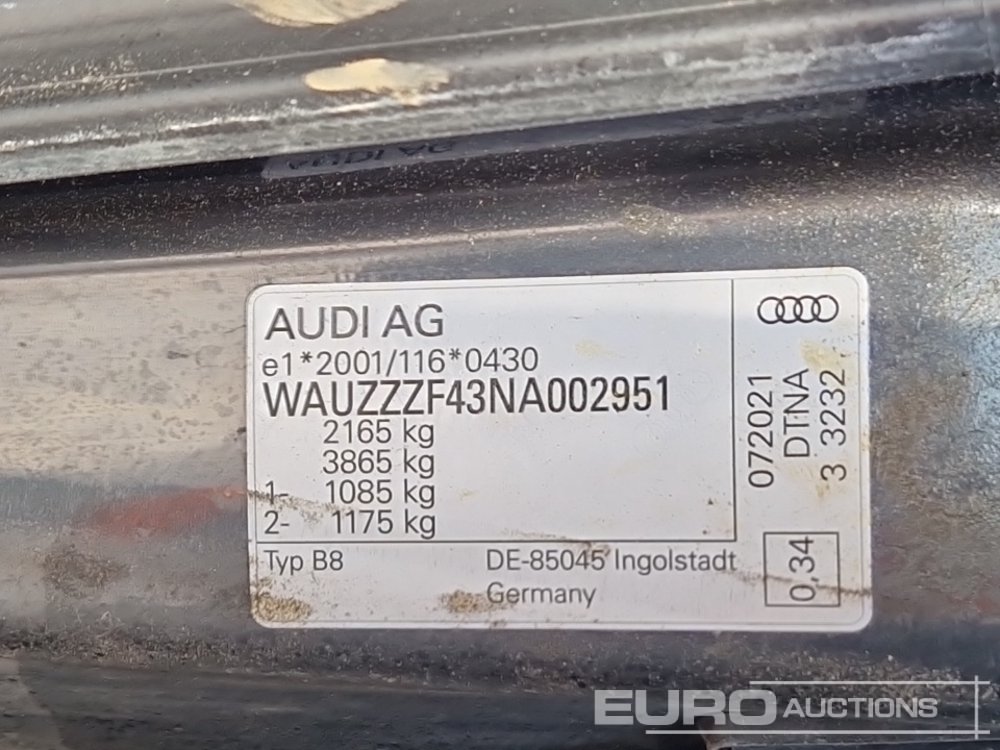 AUDI AG
e1*2001/116*0430
WAUZZZF43NA002951
2165 kg
3865 kg
1- 1085 kg
2- 1175 kg
Typ B8
DE-85045 Ingolstadt
Germany
072021
DTNA
3 3232
0,34
EURO AUCTIONS